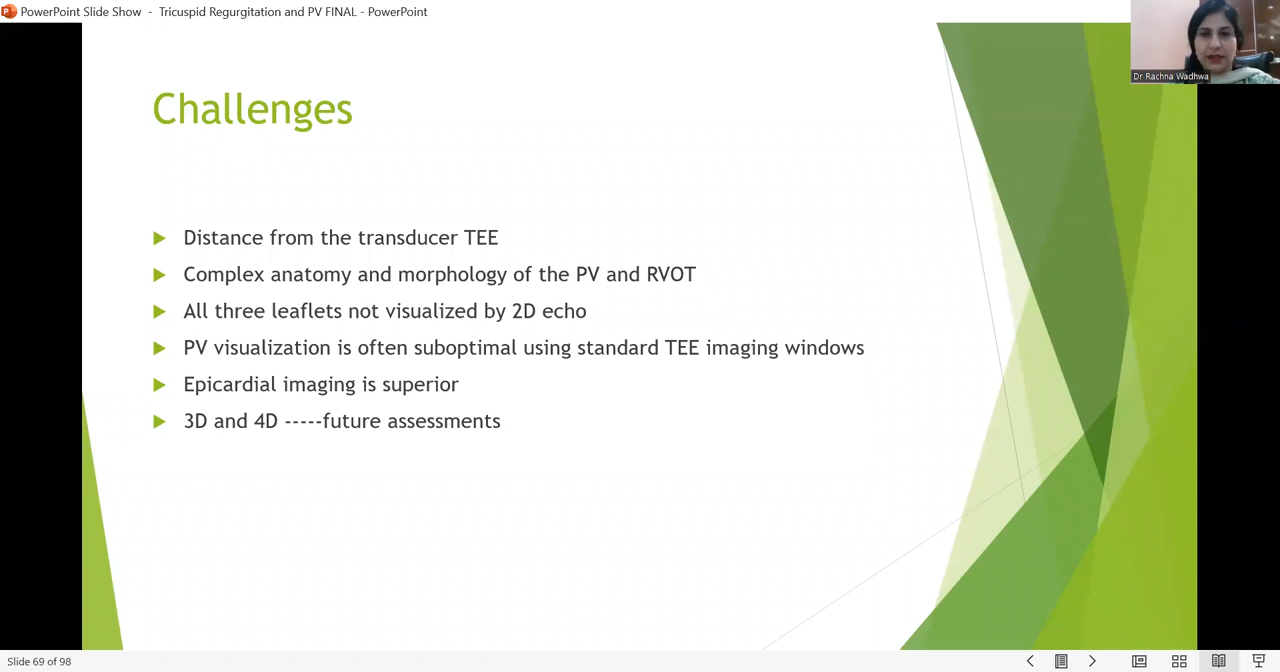 PowerPoint Slide Show - Tricuspid Regurgitation and PV FINAL - PowerPoint
Dr Rachna Wadhwa
Challenges
Distance from the transducer TEE
Complex anatomy and morphology of the PV and RVOT
All three leaflets not visualized by 2D echo
PV visualization is often suboptimal using standard TEE imaging windows
Epicardial imaging is superior
3D and 4D -----future assessments
Slide 69 of 98